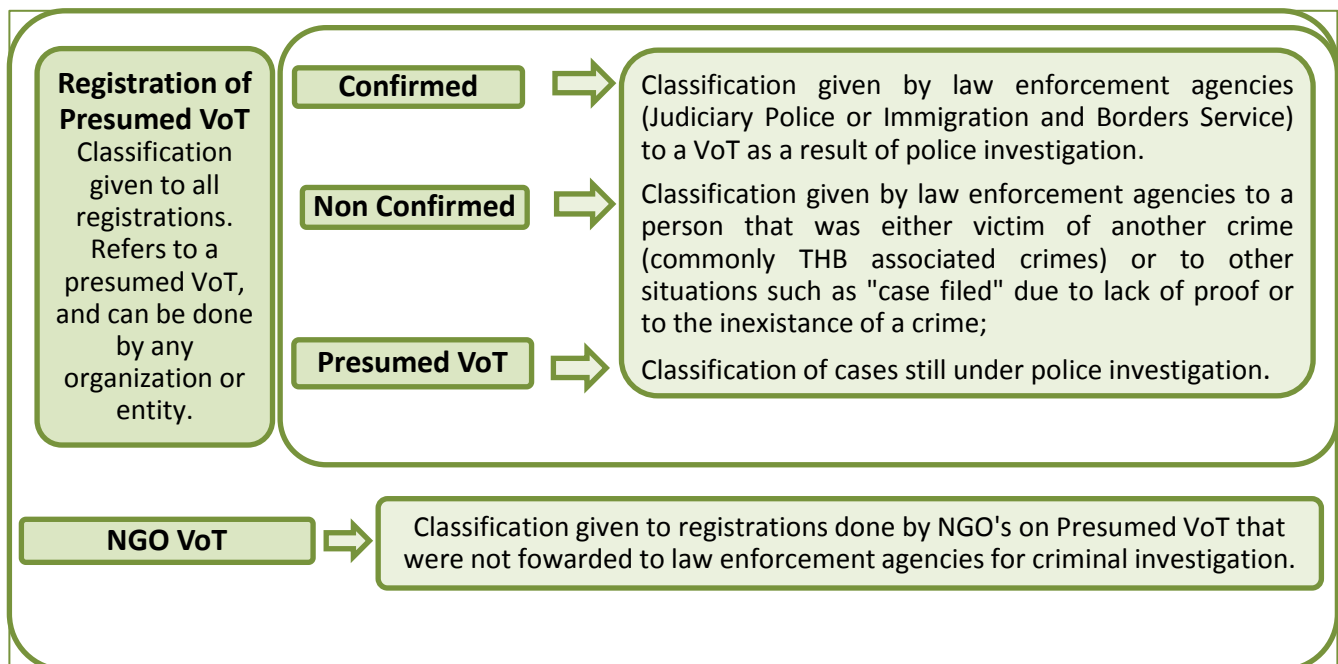 Registration of
Presumed VoT
Classification
given to all
registrations.
Refers to a
presumed VoT,
and can be done
by any
organization or
entity.
Confirmed
Classification given by law enforcement agencies
(Judiciary Police or Immigration and Borders Service)
to a VoT as a result of police investigation.
Non Confirmed
Classification given by law enforcement agencies to a
person that was either victim of another crime
(commonly THB associated crimes) or to other
situations such as "case filed" due to lack of proof or
to the inexistance of a crime;
Presumed VoT
Classification of cases still under police investigation.
NGO VoT
Classification given to registrations done by NGO's on Presumed VoT that
were not fowarded to law enforcement agencies for criminal investigation.